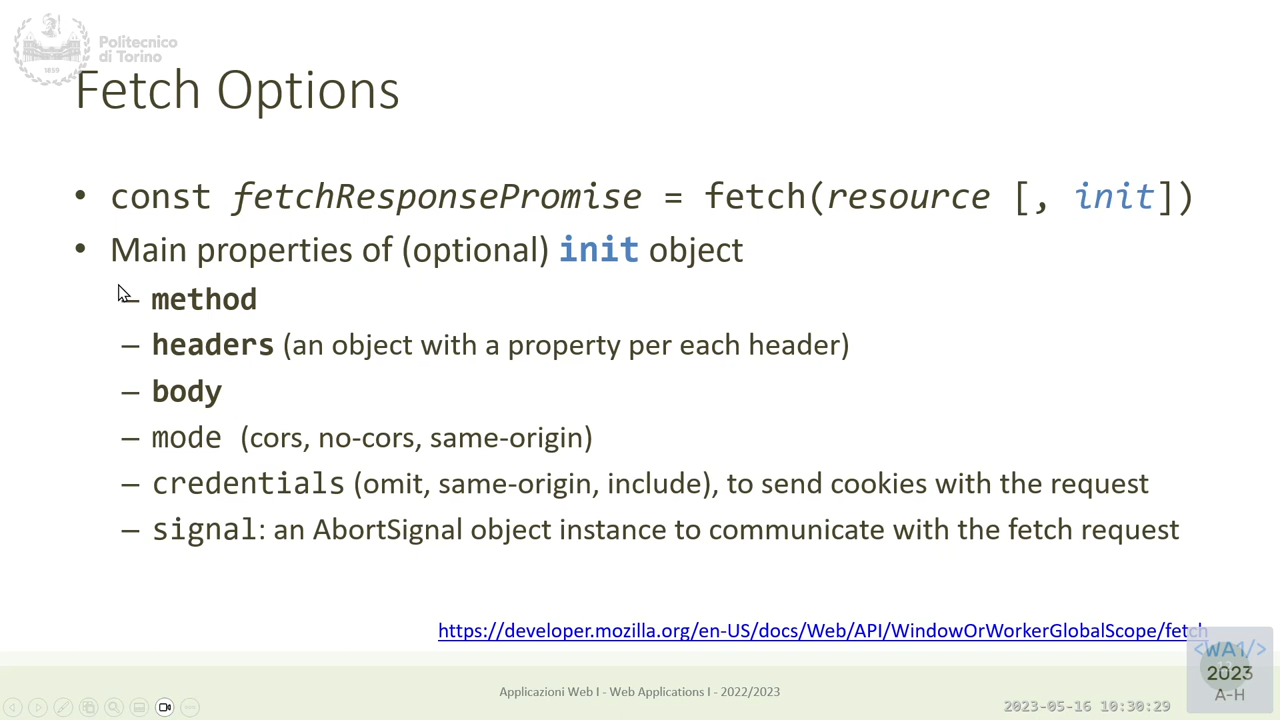 Politecnico
di Torino
1859
Fetch Options
• const fetchResponsePromise = fetch(resource [, init])
• Main properties of (optional) init object
– method
– headers (an object with a property per each header)
– body
– mode (cors, no-cors, same-origin)
– credentials (omit, same-origin, include), to send cookies with the request
– signal: an AbortSignal object instance to communicate with the fetch request
https://developer.mozilla.org/en-US/docs/Web/API/WindowOrWorkerGlobalScope/fetch
<WA1/>
2023
A-H
Applicazioni Web I - Web Applications I - 2022/2023
2023-05-16 10:30:29